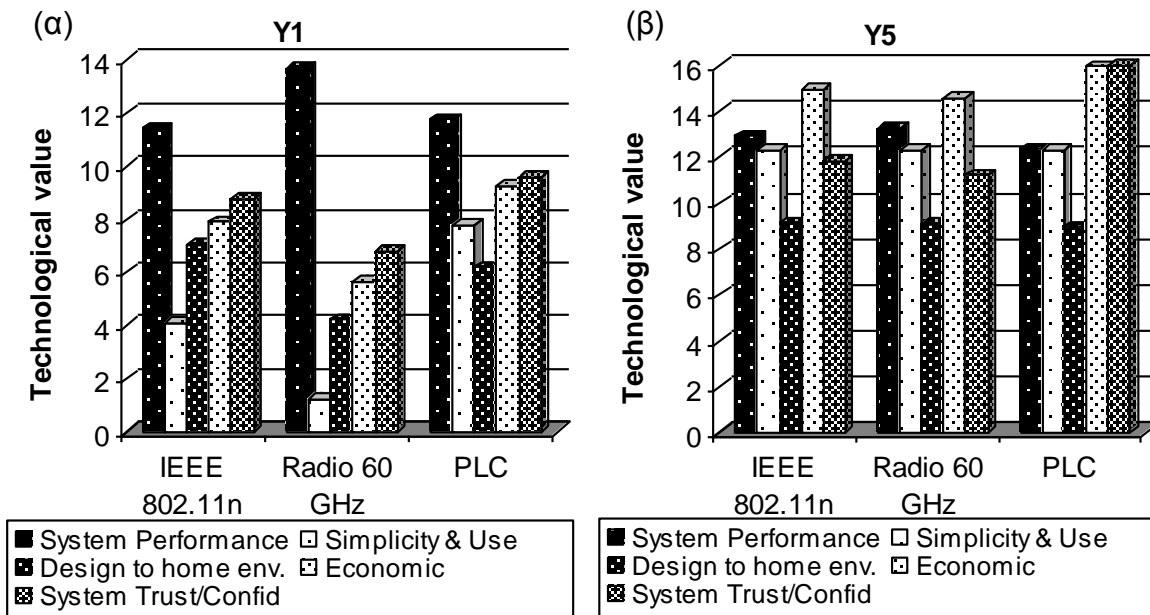 (α)
Y1
Technological value
14
12
10
8
6
4
2
0
IEEE
802.11n
Radio 60
GHz
PLC
System Performance
Simplicity & Use
Design to home env.
Economic
System Trust/Confid
(β)
Y5
Technological value
16
14
12
10
8
6
4
2
0
IEEE
802.11n
Radio 60
GHz
PLC
System Performance
Simplicity & Use
Design to home env.
Economic
System Trust/Confid